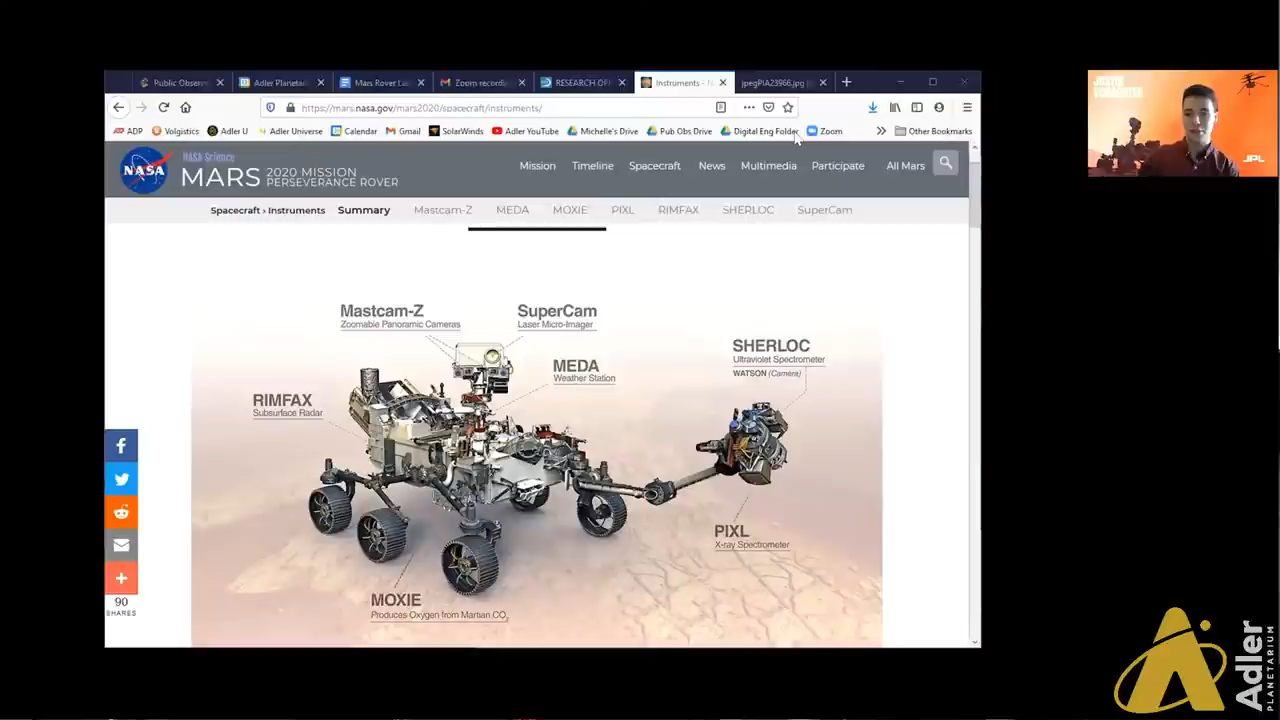 Public Observ
Adler Planetar
Mars Rover La
Zoom recordi
RESEARCH OP
Instruments - N
jpegPIA23966.jpg
https://mars.nasa.gov/mars2020/spacecraft/instruments/
ADP
Volgistics
Adler U
Adler Universe
Calendar
Gmail
SolarWinds
Adler YouTube
Michelle's Drive
Pub Obs Drive
Digital Eng Folder
Zoom
Other Bookmarks
NASA
NASA Science
MARS
2020 MISSION
PERSEVERANCE ROVER
Mission
Timeline
Spacecraft
News
Multimedia
Participate
All Mars
Spacecraft › Instruments
Summary
Mastcam-Z
MEDA
MOXIE
PIXL
RIMFAX
SHERLOC
SuperCam
Mastcam-Z
Zoomable Panoramic Cameras
SuperCam
Laser Micro-Imager
SHERLOC
Ultraviolet Spectrometer
WATSON (Camera)
MEDA
Weather Station
RIMFAX
Subsurface Radar
PIXL
X-ray Spectrometer
MOXIE
Produces Oxygen from Martian CO2
90
SHARES
JPL
Adler
PLANETARIUM